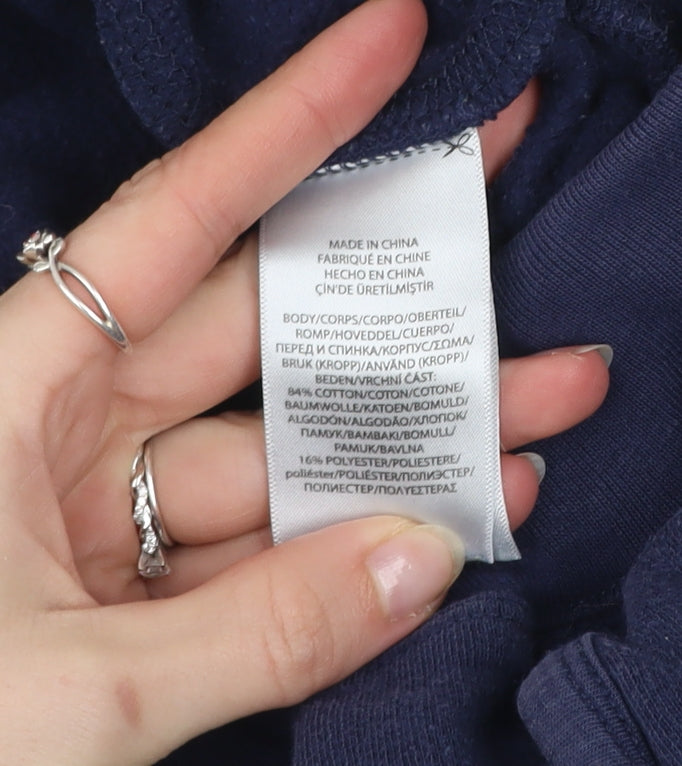 MADE IN CHINA
FABRIQUÉ EN CHINE
HECHO EN CHINA
ÇİN'DE ÜRETİLMİŞTİR
BODY/CORPS/CORPO/OBERTEIL/
ROMP/HOVEDDEL/CUERPO/
ПЕРЕД И СПИНКА/КОРПУС/ΣΩΜΑ/
BRUK (KROPP)/ANVÄND (KROPP)/
BEDEN/VRCHNÍ ČÁST:
84% COTTON/COTON/COTONE/
BAUMWOLLE/KATOEN/BOMULD/
ALGODÓN/ALGODÃO/ХЛОПОК/
ПАМУК/ΒΑΜΒΑΚΙ/BOMULL/
PAMUK/BAVLNA
16% POLYESTER/POLIESTERE/
poliéster/POLIÉSTER/ПОЛИЭСТЕР/
ПОЛИЕСТЕР/ΠΟΛΥΕΣΤΕΡΑΣ